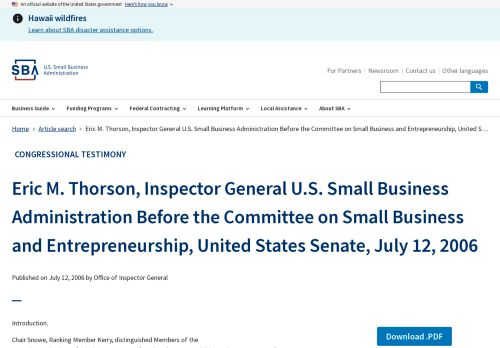 An official website of the United States government Here's how you know
Hawaii wildfires
Learn about SBA disaster assistance options.
SBA U.S. Small Business
Administration
For Partners Newsroom Contact us Other languages
Business Guide Funding Programs Federal Contracting Learning Platform Local Assistance About SBA
Home Article search Eric M. Thorson, Inspector General U.S. Small Business Administration Before the Committee on Small Business and Entrepreneurship, United S...
CONGRESSIONAL TESTIMONY
Eric M. Thorson, Inspector General U.S. Small Business
Administration Before the Committee on Small Business
and Entrepreneurship, United States Senate, July 12, 2006
Published on July 12, 2006 by Office of Inspector General
Introduction.
Download .PDF
Chair Snowe, Ranking Member Kerry, distinguished Members of the